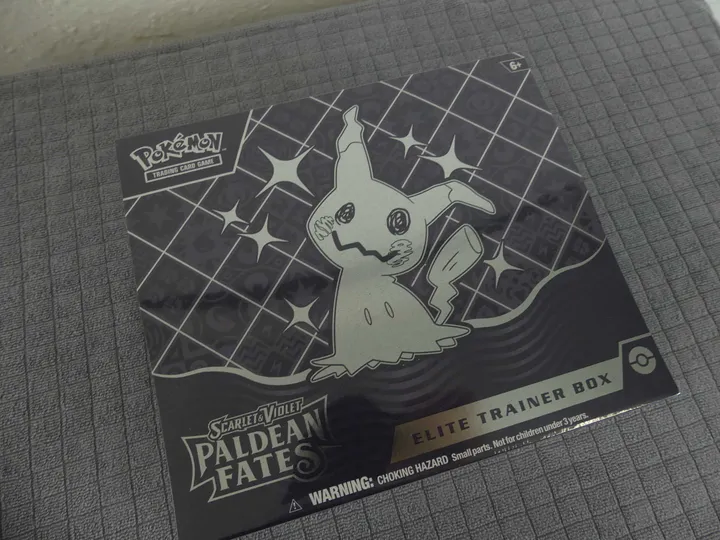 6+
POKéMON
TRADING CARD GAME
SCARLET & VIOLET
PALDEAN
FATES
ELITE TRAINER BOX
WARNING: CHOKING HAZARD Small parts. Not for children under 3 years.